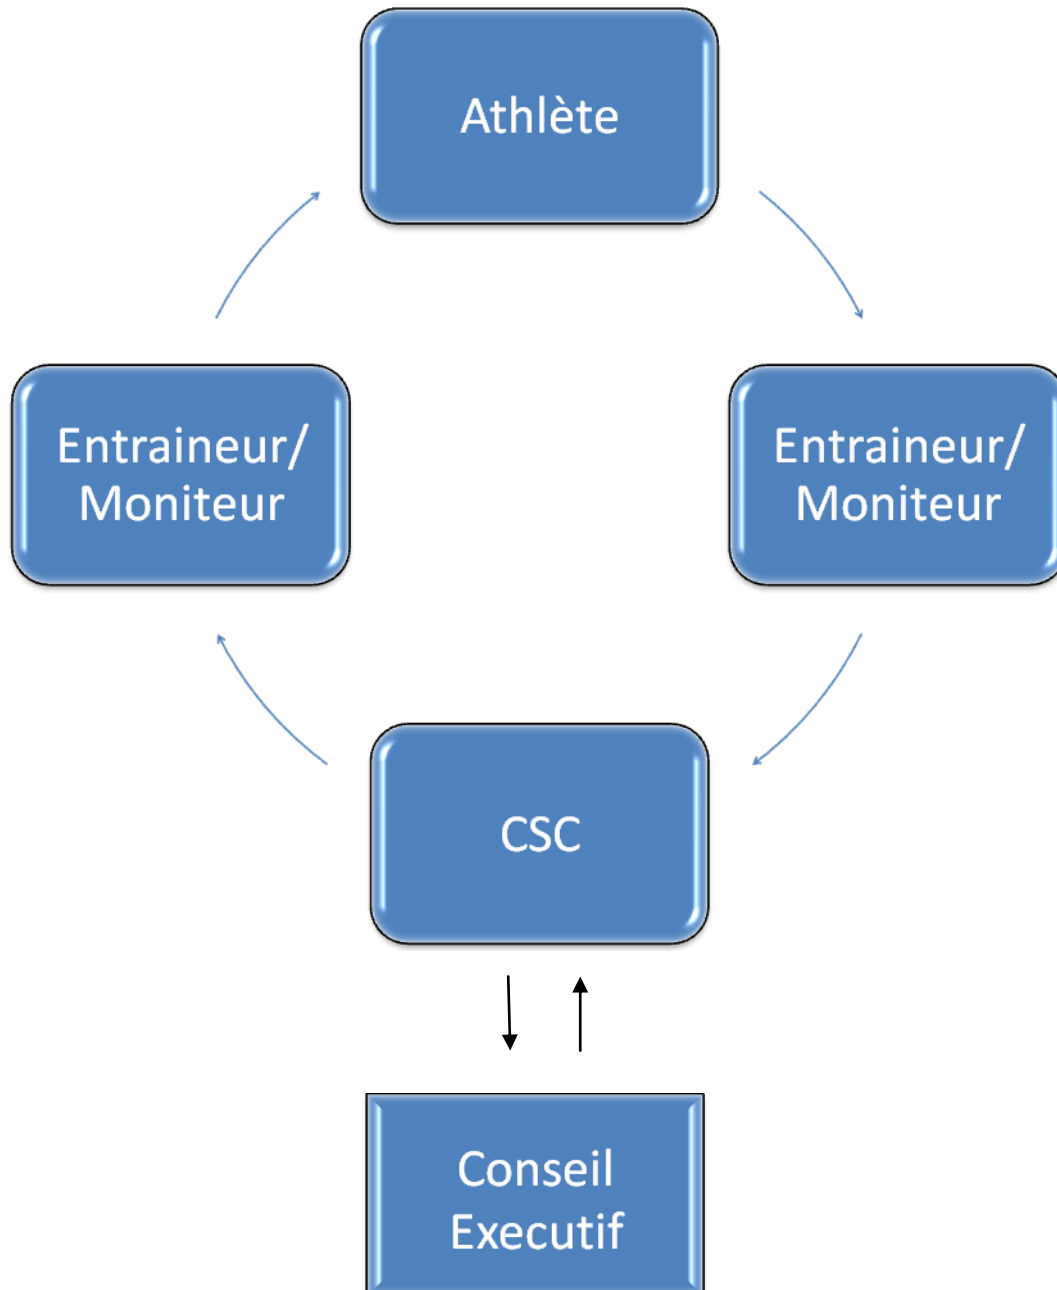 Athlète
Entraineur/
Moniteur
Entraineur/
Moniteur
CSC
Conseil
Executif